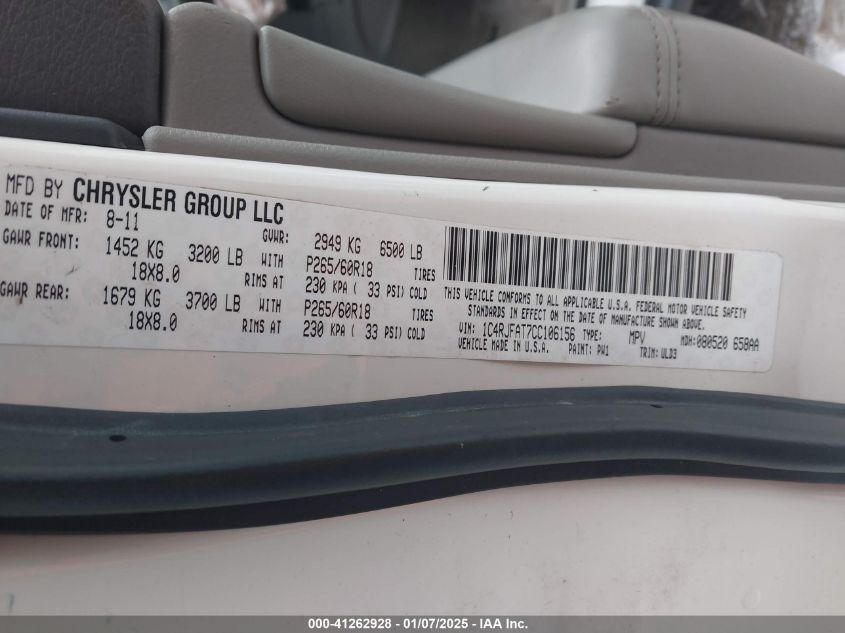 MFD BY CHRYSLER GROUP LLC
DATE OF MFR: 8-11 GVWR: 2949 KG 6500 LB
GAWR FRONT: 1452 KG 3200 LB WITH P265/60R18 TIRES
18X8.0 RIMS AT 230 KPA ( 33 PSI) COLD
GAWR REAR: 1679 KG 3700 LB WITH P265/60R18 TIRES
18X8.0 RIMS AT 230 KPA ( 33 PSI) COLD
THIS VEHICLE CONFORMS TO ALL APPLICABLE U.S.A. FEDERAL MOTOR VEHICLE SAFETY
STANDARDS IN EFFECT ON THE DATE OF MANUFACTURE SHOWN ABOVE.
VIN: 1C4RJFAT7CC106156 TYPE: MPV MDH:080520 658AA
VEHICLE MADE IN U.S.A. PAINT: PW1 TRIM: ULD3
000-41262928 - 01/07/2025 - IAA Inc.